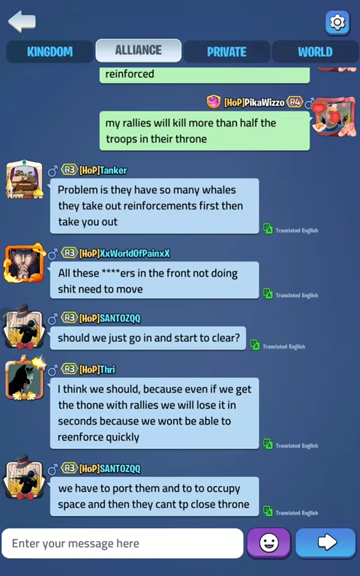 KINGDOM
ALLIANCE
PRIVATE
WORLD
reinforced
[HoP]PikaWizzo R4
my rallies will kill more than half the
troops in their throne
R3 [HoP]Tanker
Problem is they have so many whales
they take out reinforcements first then
take you out
Translated English
R3 [HoP]XxWorldOfPainxX
All these ****ers in the front not doing
shit need to move
Translated English
R3 [HoP]SANTOZQQ
should we just go in and start to clear?
Translated English
R3 [HoP]Thri
I think we should, because even if we get
the thone with rallies we will lose it in
seconds because we wont be able to
reenforce quickly
Translated English
R3 [HoP]SANTOZQQ
we have to port them and to to occupy
space and then they cant tp close throne
Translated English
Enter your message here